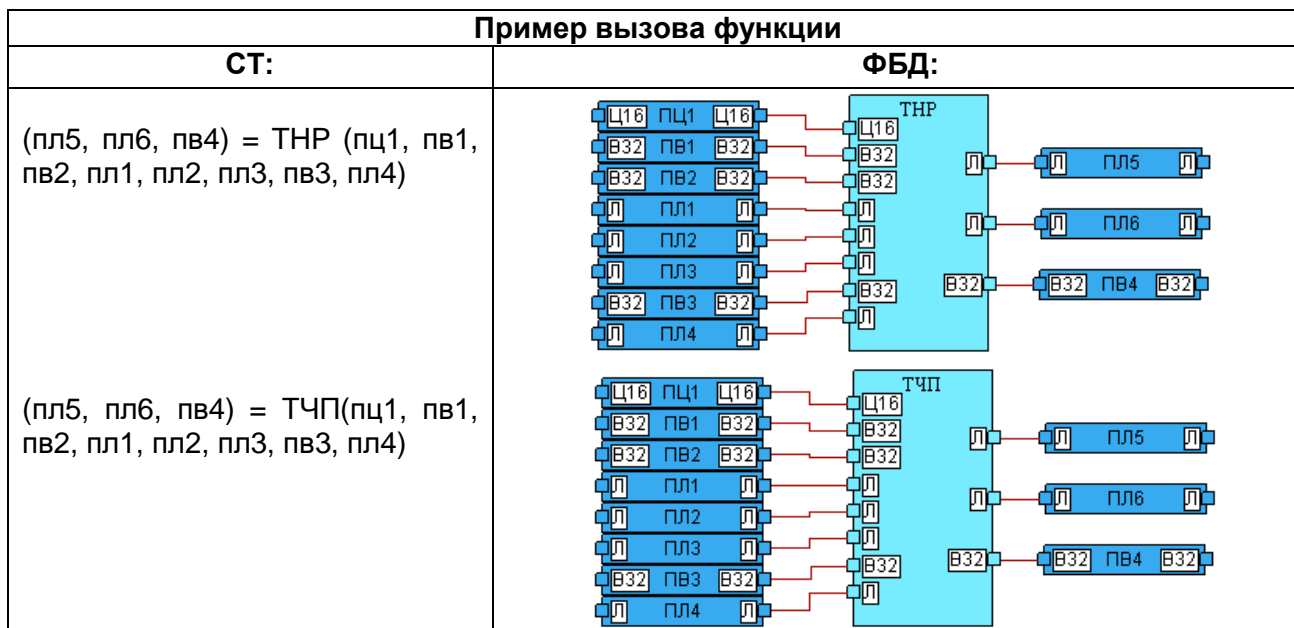 Пример вызова функции
СТ:
ФБД:
(пл5, пл6, пв4) = ТНР (пц1, пв1,
пв2, пл1, пл2, пл3, пв3, пл4)
ТНР
Ц16 ПЦ1 Ц16
Ц16
В32 ПВ1 В32
В32
В32 ПВ2 В32
В32
Л ПЛ1 Л
Л
Л ПЛ2 Л
Л
Л ПЛ3 Л
Л
В32 ПВ3 В32
В32
Л ПЛ4 Л
Л
Л
Л ПЛ5 Л
Л
Л ПЛ6 Л
В32
В32 ПВ4 В32
(пл5, пл6, пв4) = ТЧП(пц1, пв1,
пв2, пл1, пл2, пл3, пв3, пл4)
ТЧП
Ц16 ПЦ1 Ц16
Ц16
В32 ПВ1 В32
В32
В32 ПВ2 В32
В32
Л ПЛ1 Л
Л
Л ПЛ2 Л
Л
Л ПЛ3 Л
Л
В32 ПВ3 В32
В32
Л ПЛ4 Л
Л
Л
Л ПЛ5 Л
Л
Л ПЛ6 Л
В32
В32 ПВ4 В32